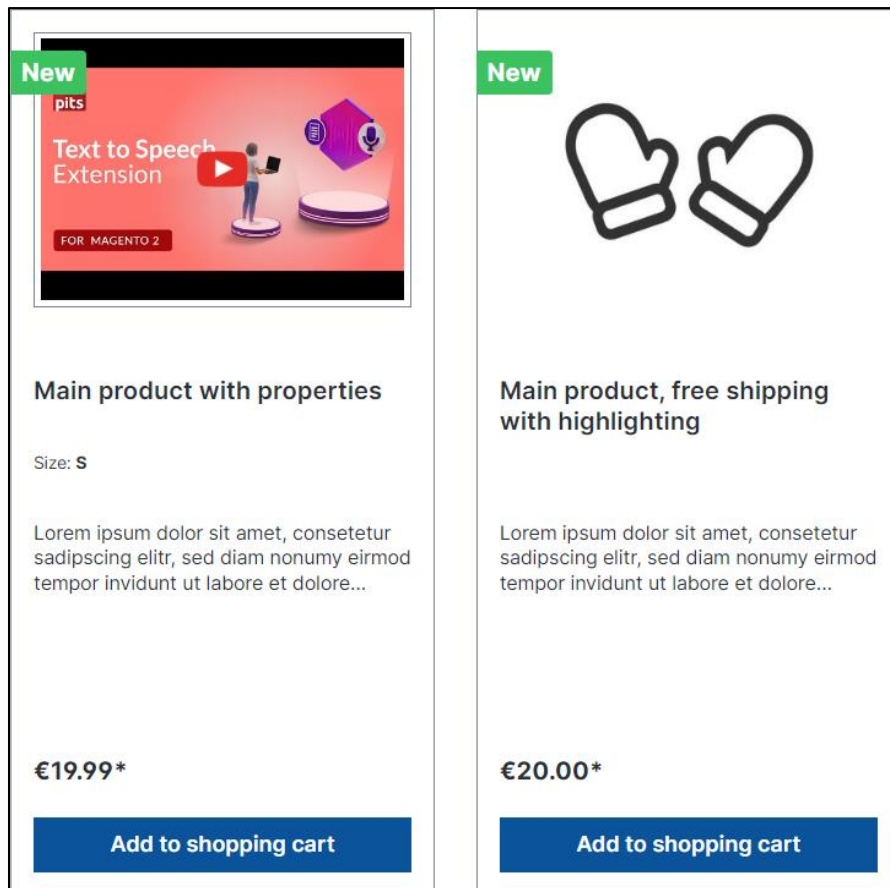 New
pits
Text to Speech
Extension
FOR MAGENTO 2
Main product with properties
Size: S
Lorem ipsum dolor sit amet, consetetur
sadipscing elitr, sed diam nonumy eirmod
tempor invidunt ut labore et dolore...
€19.99*
Add to shopping cart
New
Main product, free shipping
with highlighting
Lorem ipsum dolor sit amet, consetetur
sadipscing elitr, sed diam nonumy eirmod
tempor invidunt ut labore et dolore...
€20.00*
Add to shopping cart